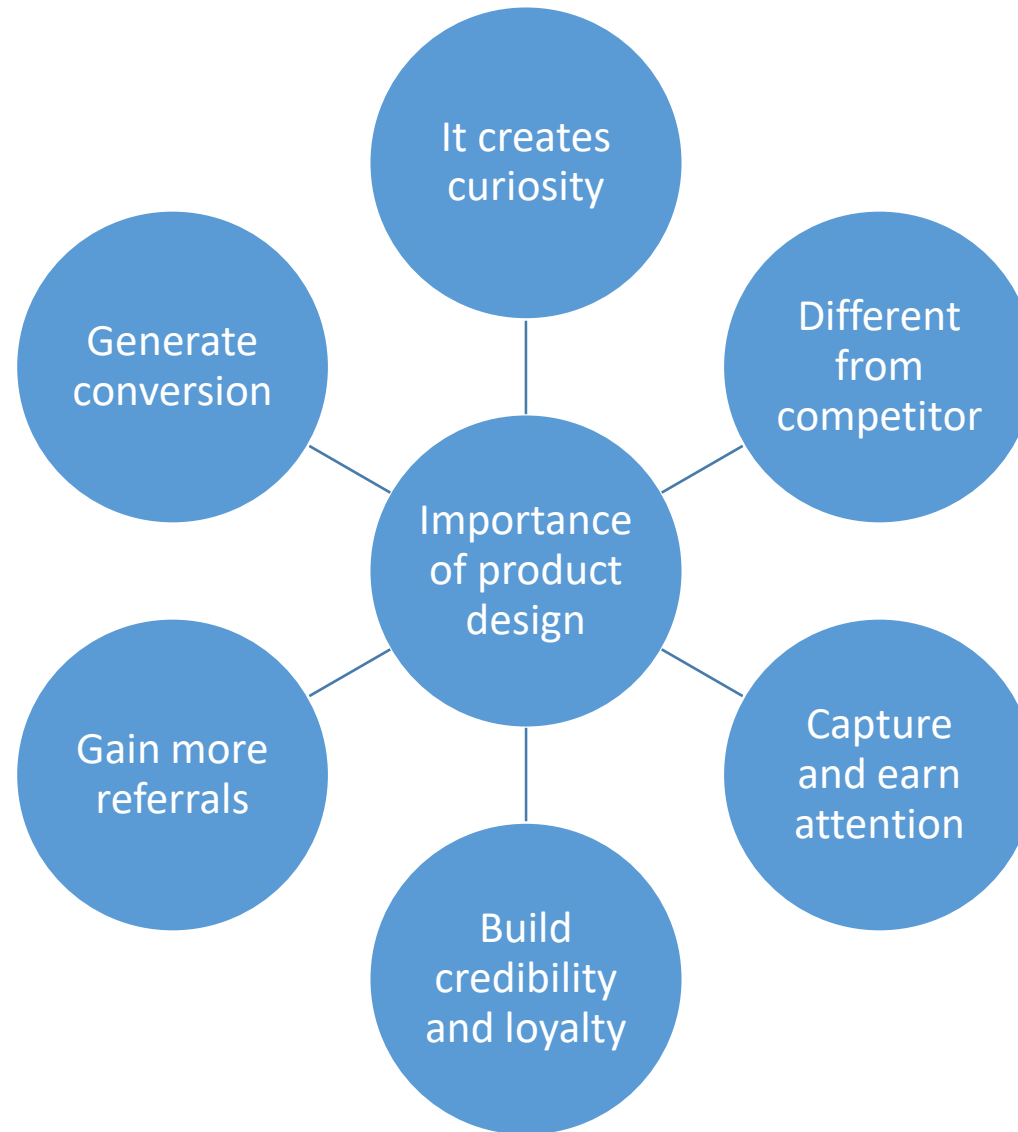 It creates
curiosity
Different
from
competitor
Capture
and earn
attention
Build
credibility
and loyalty
Gain more
referrals
Generate
conversion
Importance
of product
design